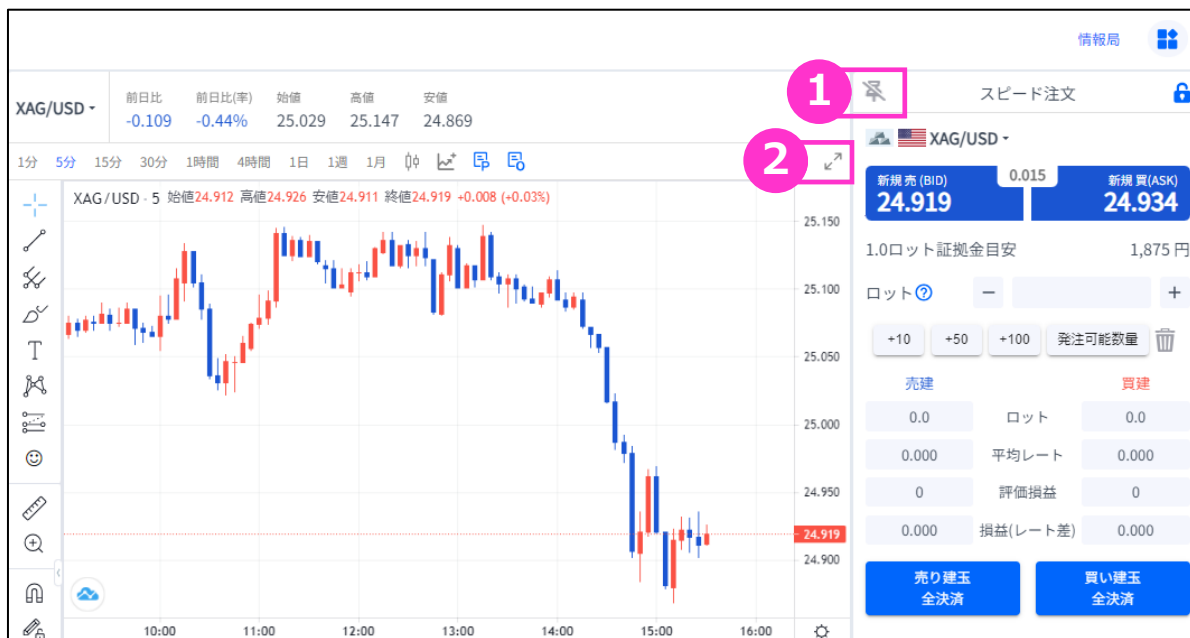 情報局
1
スピード注文
XAG/USD
前日比 前日比(率) 始値 高値 安値
-0.109 -0.44% 25.029 25.147 24.869
XAG/USD
1分 5分 15分 30分 1時間 4時間 1日 1週 1月
2
新規売(BID) 0.015 新規買(ASK)
24.919 24.934
XAG/USD · 5 始値24.912 高値24.926 安値24.911 終値24.919 +0.008 (+0.03%)
25.150
25.100
25.050
25.000
24.950
24.919
24.900
T
10:00 11:00 12:00 13:00 14:00 15:00 16:00
1.0ロット証拠金目安 1,875 円
ロット ? − +
+10 +50 +100 発注可能数量
売建 買建
0.0 ロット 0.0
0.000 平均レート 0.000
0 評価損益 0
0.000 損益(レート差) 0.000
売り建玉 買い建玉
全決済 全決済